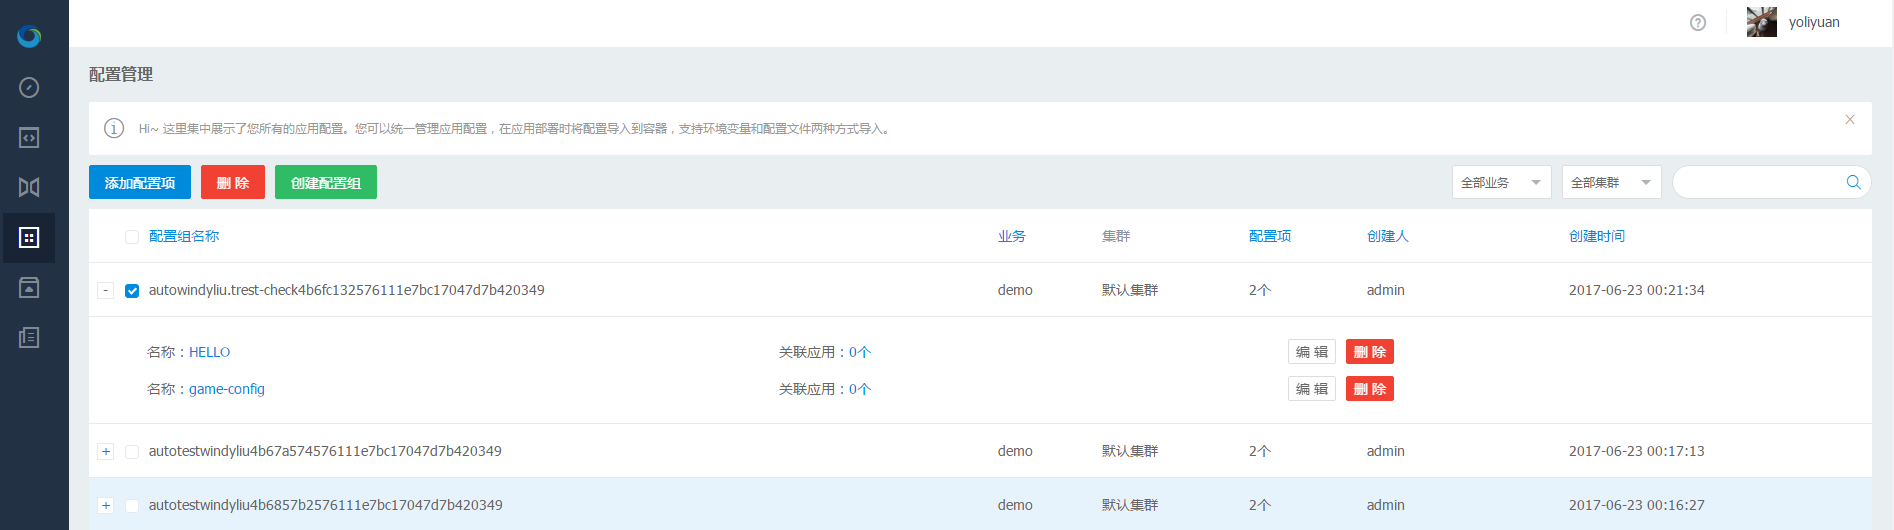 yoliyuan
配置管理
Hi~ 这里集中展示了您所有的应用配置。您可以统一管理应用配置，在应用部署时将配置导入到容器，支持环境变量和配置文件两种方式导入。
添加配置项 删 除 创建配置组 全部业务 全部集群
配置组名称 业务 集群 配置项 创建人 创建时间
- autowindyliu.trest-check4b6fc132576111e7bc17047d7b420349 demo 默认集群 2个 admin 2017-06-23 00:21:34
名称：HELLO 关联应用：0个 编 辑 删 除
名称：game-config 关联应用：0个 编 辑 删 除
+ autotestwindyliu4b67a574576111e7bc17047d7b420349 demo 默认集群 2个 admin 2017-06-23 00:17:13
+ autotestwindyliu4b6857b2576111e7bc17047d7b420349 demo 默认集群 2个 admin 2017-06-23 00:16:27